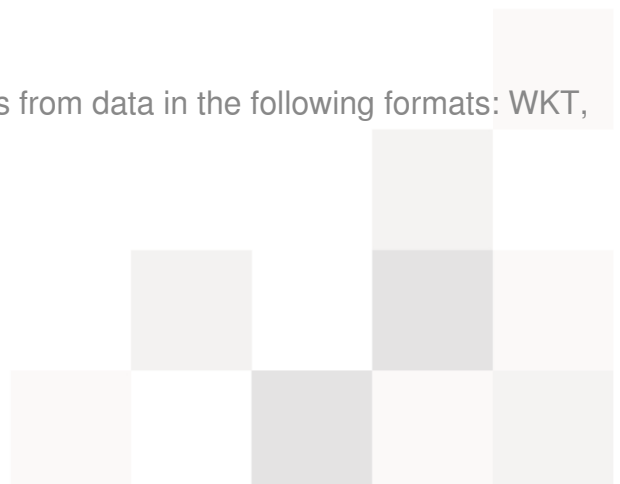 s from data in the following formats: WKT,